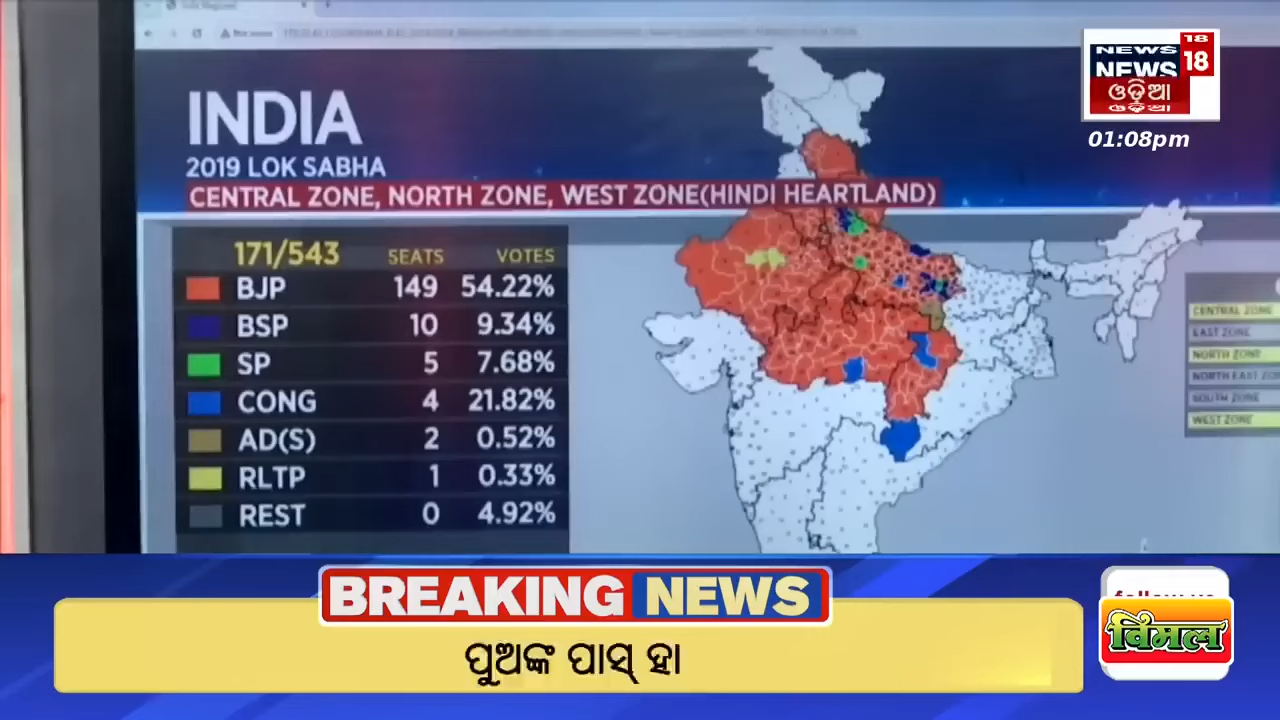 NEWS
NEWS
18
18
ଓଡ଼ିଆ
01:08pm
INDIA
2019 LOK SABHA
CENTRAL ZONE, NORTH ZONE, WEST ZONE(HINDI HEARTLAND)
171/543 SEATS VOTES
BJP 149 54.22%
BSP 10 9.34%
SP 5 7.68%
CONG 4 21.82%
AD(S) 2 0.52%
RLTP 1 0.33%
REST 0 4.92%
CENTRAL ZONE
EAST ZONE
NORTH ZONE
NORTH EAST
SOUTH ZONE
WEST ZONE
BREAKING NEWS
ପୁଅଙ୍କ ପାସ୍ ହା
विमल